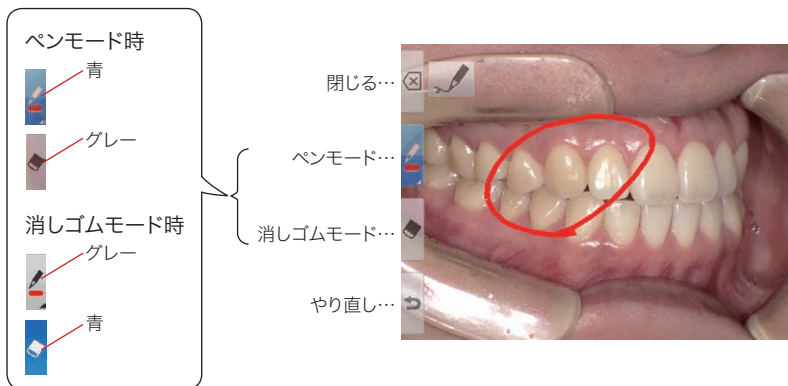 ペンモード時
青
グレー
消しゴムモード時
グレー
青
閉じる…
ペンモード…
消しゴムモード…
やり直し…